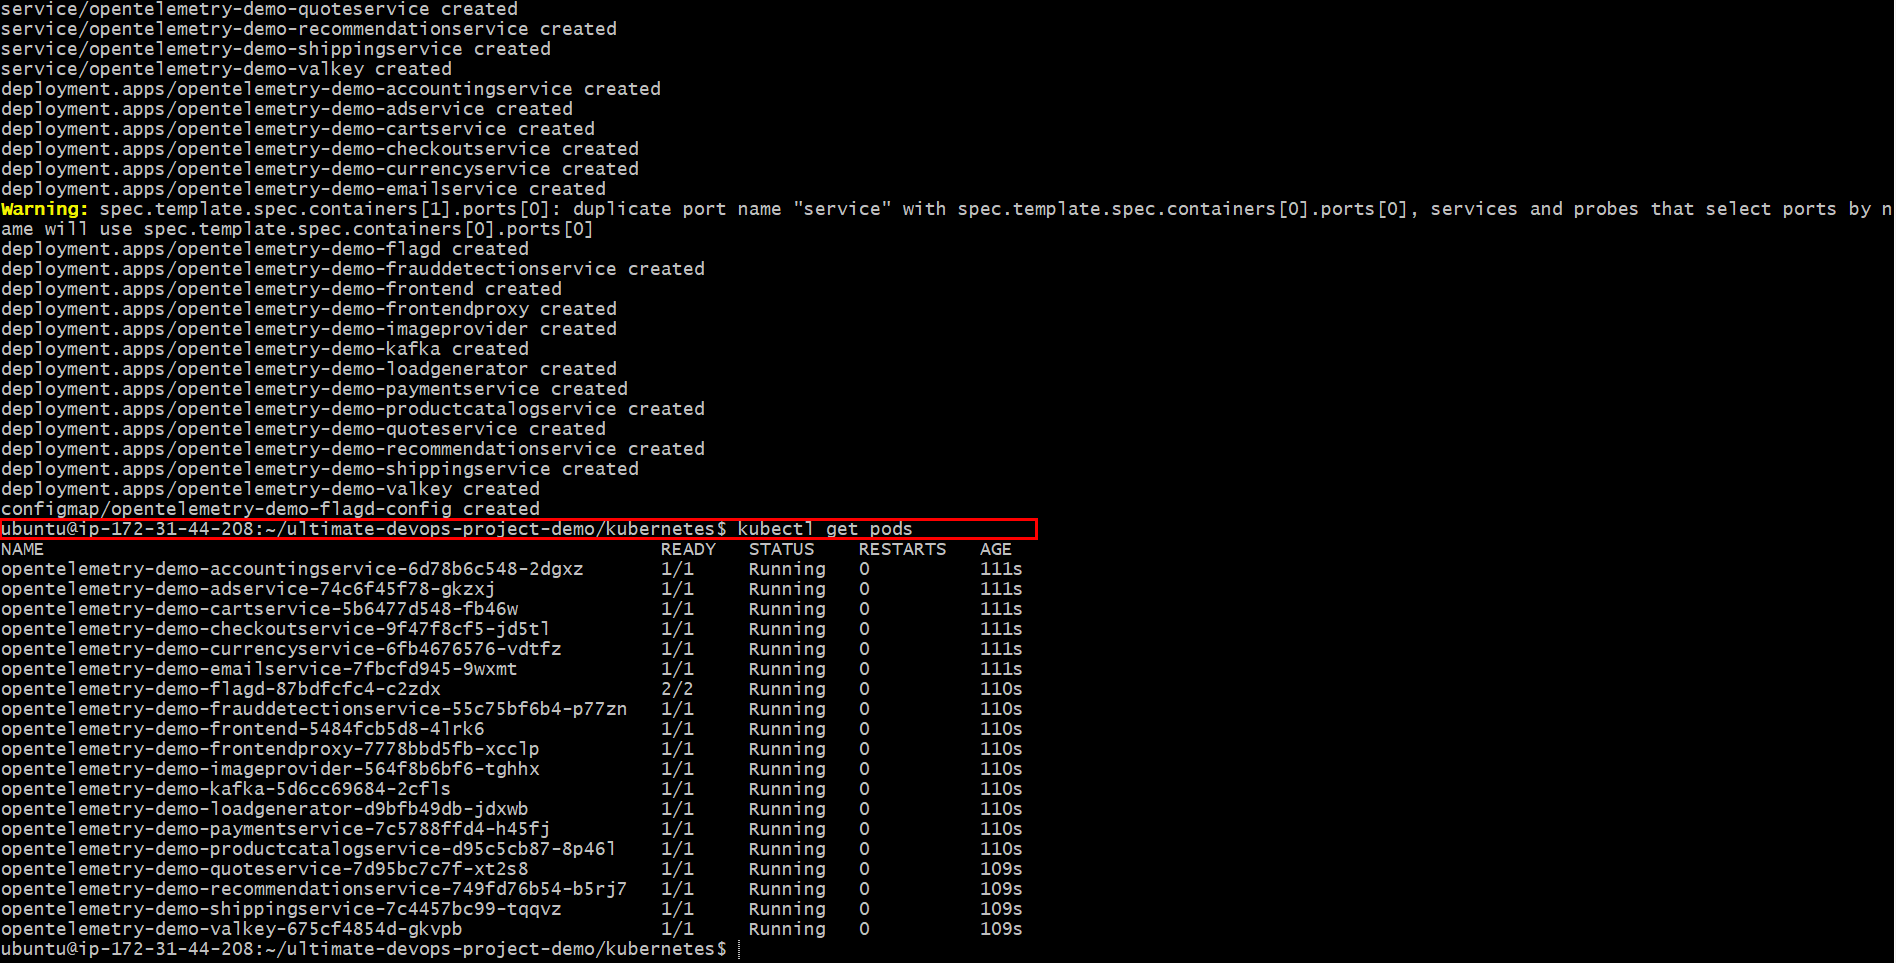 service/opentelemetry-demo-quoteservice created
service/opentelemetry-demo-recommendationservice created
service/opentelemetry-demo-shippingservice created
service/opentelemetry-demo-valkey created
deployment.apps/opentelemetry-demo-accountingservice created
deployment.apps/opentelemetry-demo-adservice created
deployment.apps/opentelemetry-demo-cartservice created
deployment.apps/opentelemetry-demo-checkoutservice created
deployment.apps/opentelemetry-demo-currencyservice created
deployment.apps/opentelemetry-demo-emailservice created
Warning: spec.template.spec.containers[1].ports[0]: duplicate port name "service" with spec.template.spec.containers[0].ports[0], services and probes that select ports by n
ame will use spec.template.spec.containers[0].ports[0]
deployment.apps/opentelemetry-demo-flagd created
deployment.apps/opentelemetry-demo-frauddetectionservice created
deployment.apps/opentelemetry-demo-frontend created
deployment.apps/opentelemetry-demo-frontendproxy created
deployment.apps/opentelemetry-demo-imageprovider created
deployment.apps/opentelemetry-demo-kafka created
deployment.apps/opentelemetry-demo-loadgenerator created
deployment.apps/opentelemetry-demo-paymentservice created
deployment.apps/opentelemetry-demo-productcatalogservice created
deployment.apps/opentelemetry-demo-quoteservice created
deployment.apps/opentelemetry-demo-recommendationservice created
deployment.apps/opentelemetry-demo-shippingservice created
deployment.apps/opentelemetry-demo-valkey created
configmap/opentelemetry-demo-flagd-config created
ubuntu@ip-172-31-44-208:~/ultimate-devops-project-demo/kubernetes$ kubectl get pods
NAME READY STATUS RESTARTS AGE
opentelemetry-demo-accountingservice-6d78b6c548-2dgxz 1/1 Running 0 111s
opentelemetry-demo-adservice-74c6f45f78-gkzxj 1/1 Running 0 111s
opentelemetry-demo-cartservice-5b6477d548-fb46w 1/1 Running 0 111s
opentelemetry-demo-checkoutservice-9f47f8cf5-jd5tl 1/1 Running 0 111s
opentelemetry-demo-currencyservice-6fb4676576-vdtfz 1/1 Running 0 111s
opentelemetry-demo-emailservice-7fbcfd945-9wxmt 1/1 Running 0 111s
opentelemetry-demo-flagd-87bdfcfc4-c2zdx 2/2 Running 0 110s
opentelemetry-demo-frauddetectionservice-55c75bf6b4-p77zn 1/1 Running 0 110s
opentelemetry-demo-frontend-5484fcb5d8-4lrk6 1/1 Running 0 110s
opentelemetry-demo-frontendproxy-7778bbd5fb-xcclp 1/1 Running 0 110s
opentelemetry-demo-imageprovider-564f8b6bf6-tghhx 1/1 Running 0 110s
opentelemetry-demo-kafka-5d6cc69684-2cfls 1/1 Running 0 110s
opentelemetry-demo-loadgenerator-d9bfb49db-jdxwb 1/1 Running 0 110s
opentelemetry-demo-paymentservice-7c5788ffd4-h45fj 1/1 Running 0 110s
opentelemetry-demo-productcatalogservice-d95c5cb87-8p46l 1/1 Running 0 110s
opentelemetry-demo-quoteservice-7d95bc7c7f-xt2s8 1/1 Running 0 109s
opentelemetry-demo-recommendationservice-749fd76b54-b5rj7 1/1 Running 0 109s
opentelemetry-demo-shippingservice-7c4457bc99-tqqvz 1/1 Running 0 109s
opentelemetry-demo-valkey-675cf4854d-gkvpb 1/1 Running 0 109s
ubuntu@ip-172-31-44-208:~/ultimate-devops-project-demo/kubernetes$